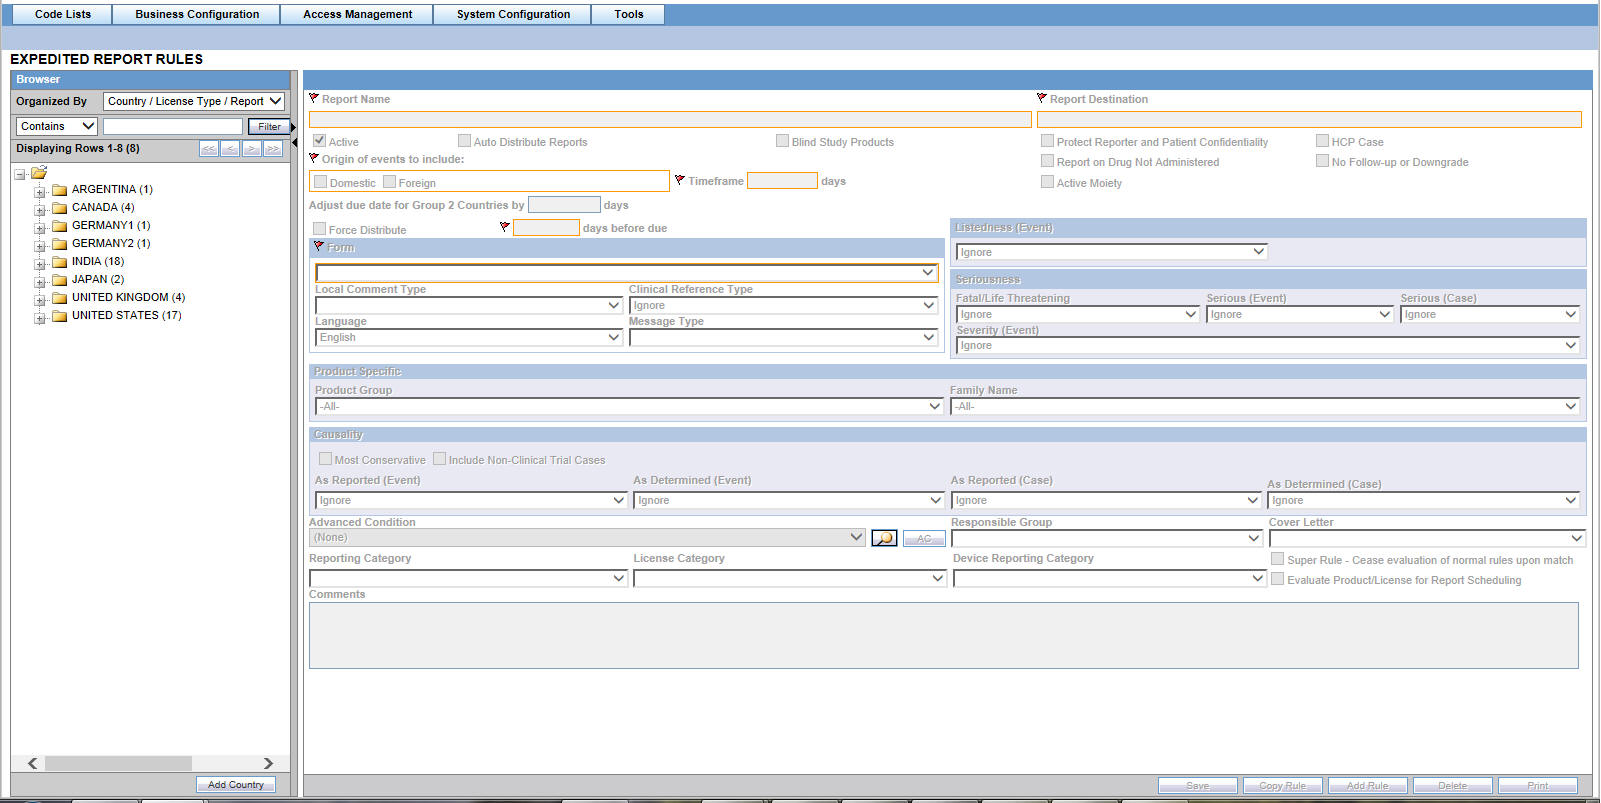 Code Lists Business Configuration Access Management System Configuration Tools
EXPEDITED REPORT RULES
Browser
Organized By Country / License Type / Report
Contains Filter
Displaying Rows 1-8 (8) << < > >>
ARGENTINA (1)
CANADA (4)
GERMANY1 (1)
GERMANY2 (1)
INDIA (18)
JAPAN (2)
UNITED KINGDOM (4)
UNITED STATES (17)
Add Country
Report Name Report Destination
Active Auto Distribute Reports Blind Study Products Protect Reporter and Patient Confidentiality HCP Case
Origin of events to include: Report on Drug Not Administered No Follow-up or Downgrade
Domestic Foreign Timeframe days Active Moiety
Adjust due date for Group 2 Countries by days
Force Distribute days before due
Form
Local Comment Type Clinical Reference Type
Ignore
Language Message Type
English
Listedness (Event)
Ignore
Seriousness
Fatal/Life Threatening Serious (Event) Serious (Case)
Ignore Ignore Ignore
Severity (Event)
Ignore
Product Specific
Product Group Family Name
-All- -All-
Causality
Most Conservative Include Non-Clinical Trial Cases
As Reported (Event) As Determined (Event) As Reported (Case) As Determined (Case)
Ignore Ignore Ignore Ignore
Advanced Condition Responsible Group Cover Letter
(None) AC
Reporting Category License Category Device Reporting Category Super Rule - Cease evaluation of normal rules upon match
Evaluate Product/License for Report Scheduling
Comments
Save Copy Rule Add Rule Delete Print